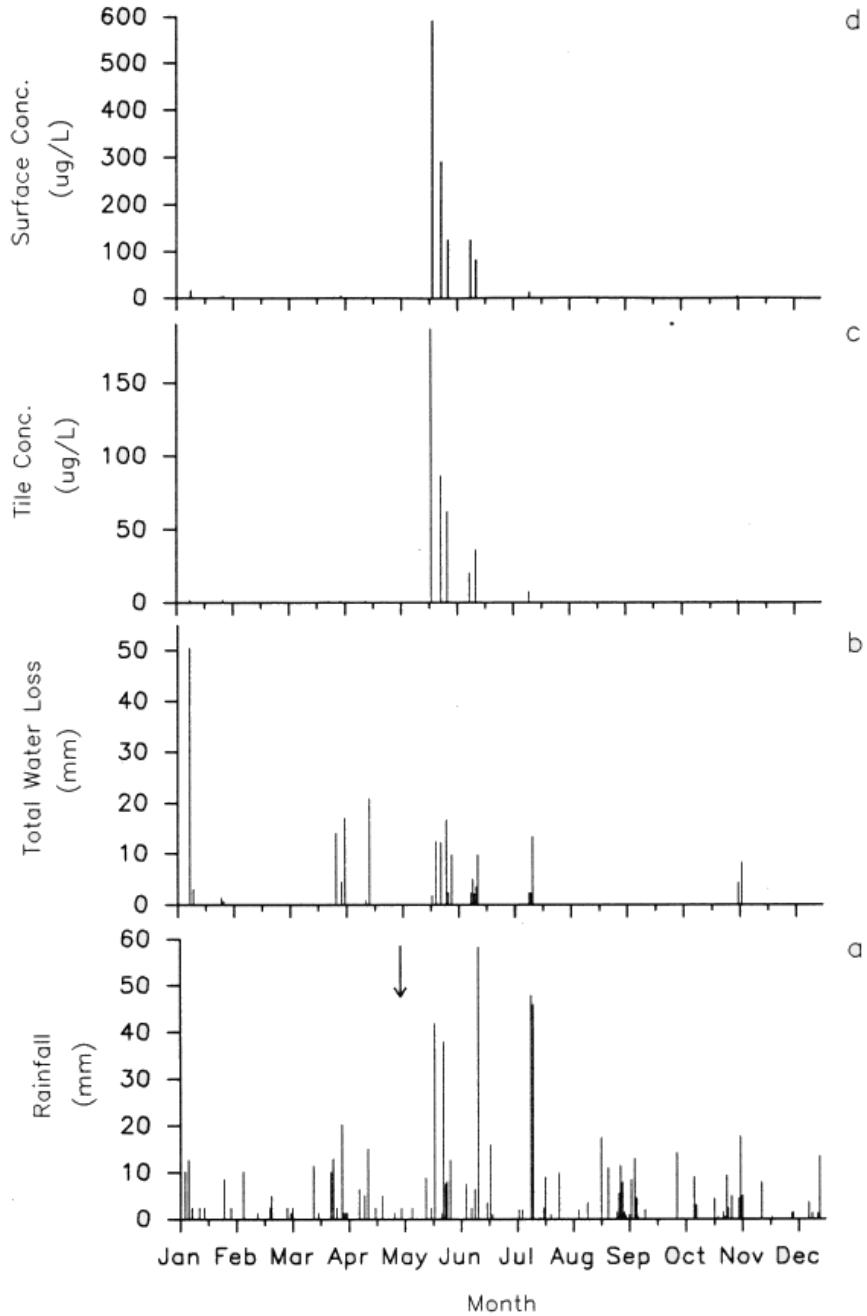 d
600
500
400
300
200
100
0
Surface Conc.
(ug/L)
c
150
100
50
0
Tile Conc.
(ug/L)
b
50
40
30
20
10
0
Total Water Loss
(mm)
a
60
50
40
30
20
10
0
Rainfall
(mm)
Jan Feb Mar Apr May Jun Jul Aug Sep Oct Nov Dec
Month